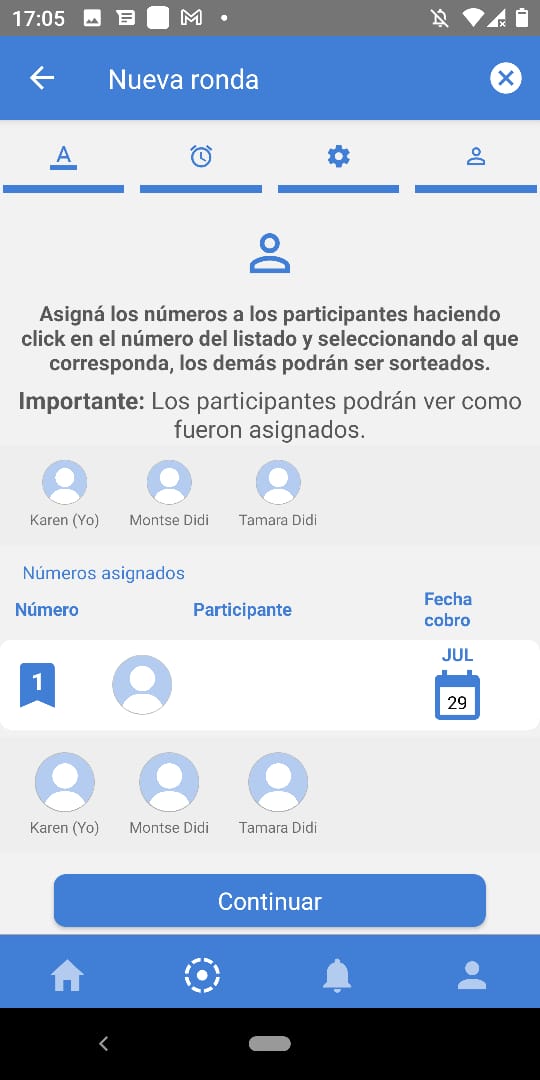 17:05
Nueva ronda
A
Asigná los números a los participantes haciendo
click en el número del listado y seleccionando al que
corresponda, los demás podrán ser sorteados.
Importante: Los participantes podrán ver como
fueron asignados.
Karen (Yo) Montse Didi Tamara Didi
Números asignados
Número Participante Fecha
cobro
JUL
1 29
Karen (Yo) Montse Didi Tamara Didi
Continuar